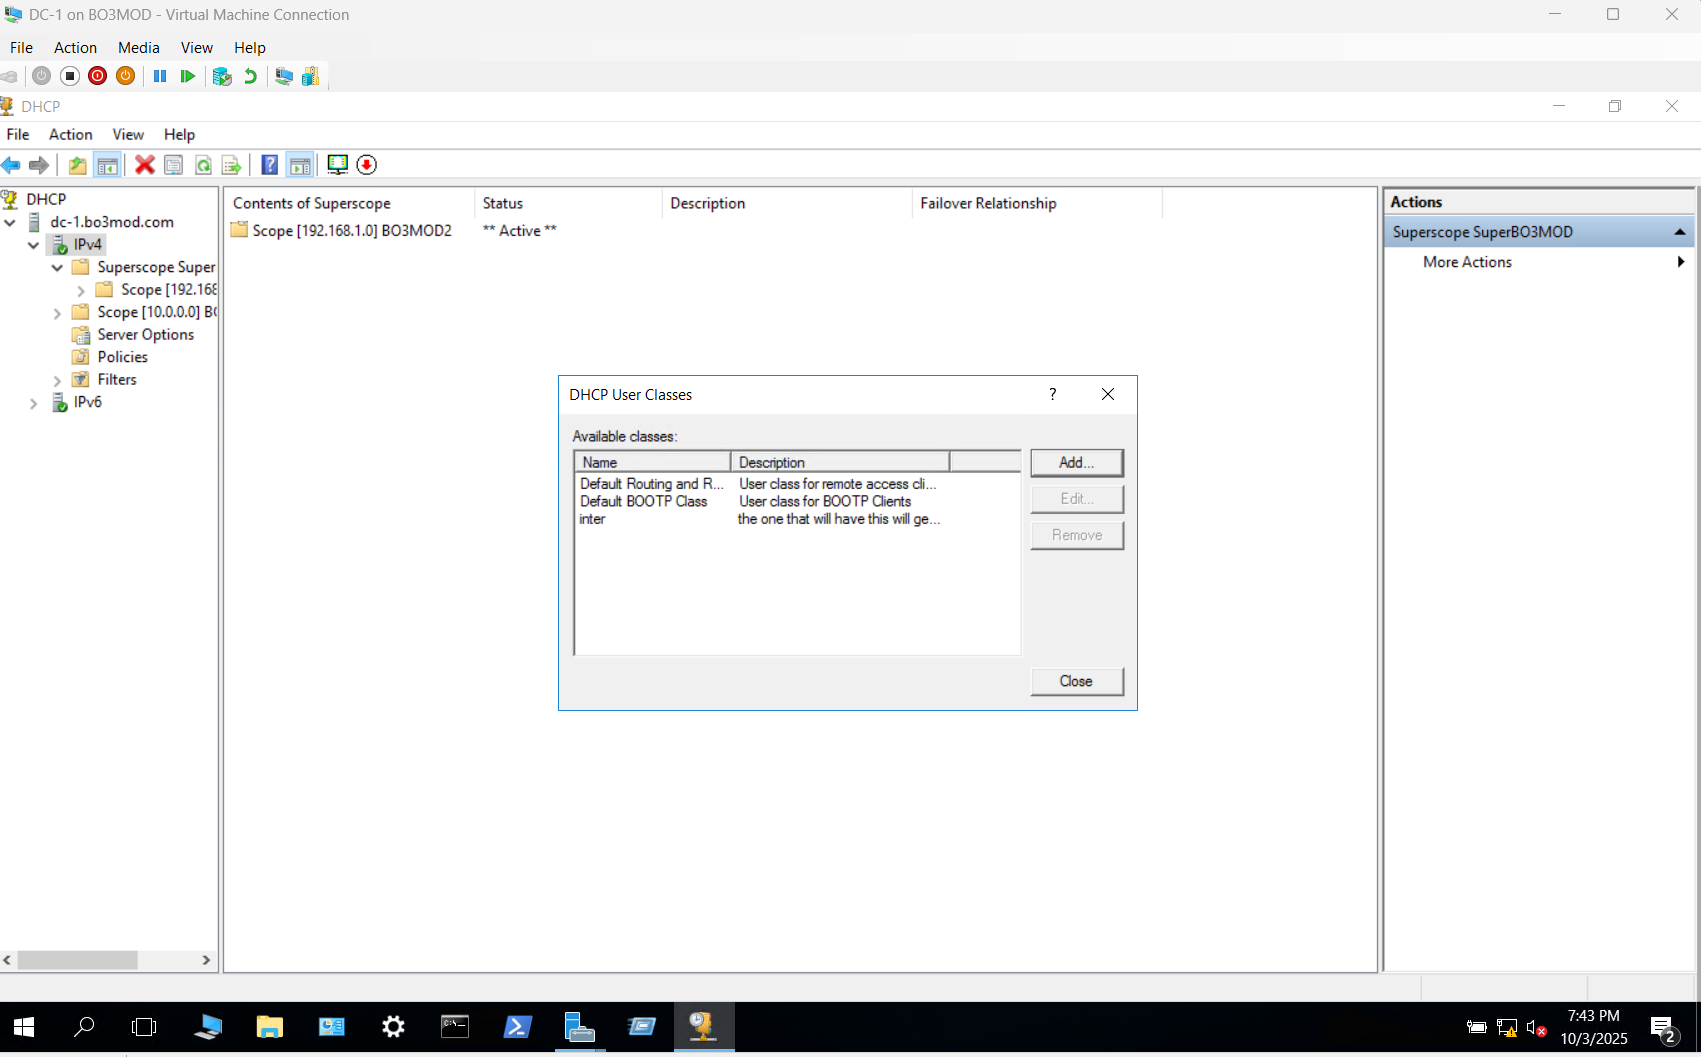 DC-1 on BO3MOD - Virtual Machine Connection
File Action Media View Help
DHCP
File Action View Help
DHCP
dc-1.bo3mod.com
IPv4
Superscope Super
Scope [192.168
Scope [10.0.0.0] BO
Server Options
Policies
Filters
IPv6
Contents of Superscope Status Description Failover Relationship
Scope [192.168.1.0] BO3MOD2 ** Active **
Actions
Superscope SuperBO3MOD
More Actions
DHCP User Classes ?
Available classes:
Name Description
Default Routing and R... User class for remote access cli...
Default BOOTP Class User class for BOOTP Clients
inter the one that will have this will ge...
Add...
Edit...
Remove
Close
7:43 PM
10/3/2025
2